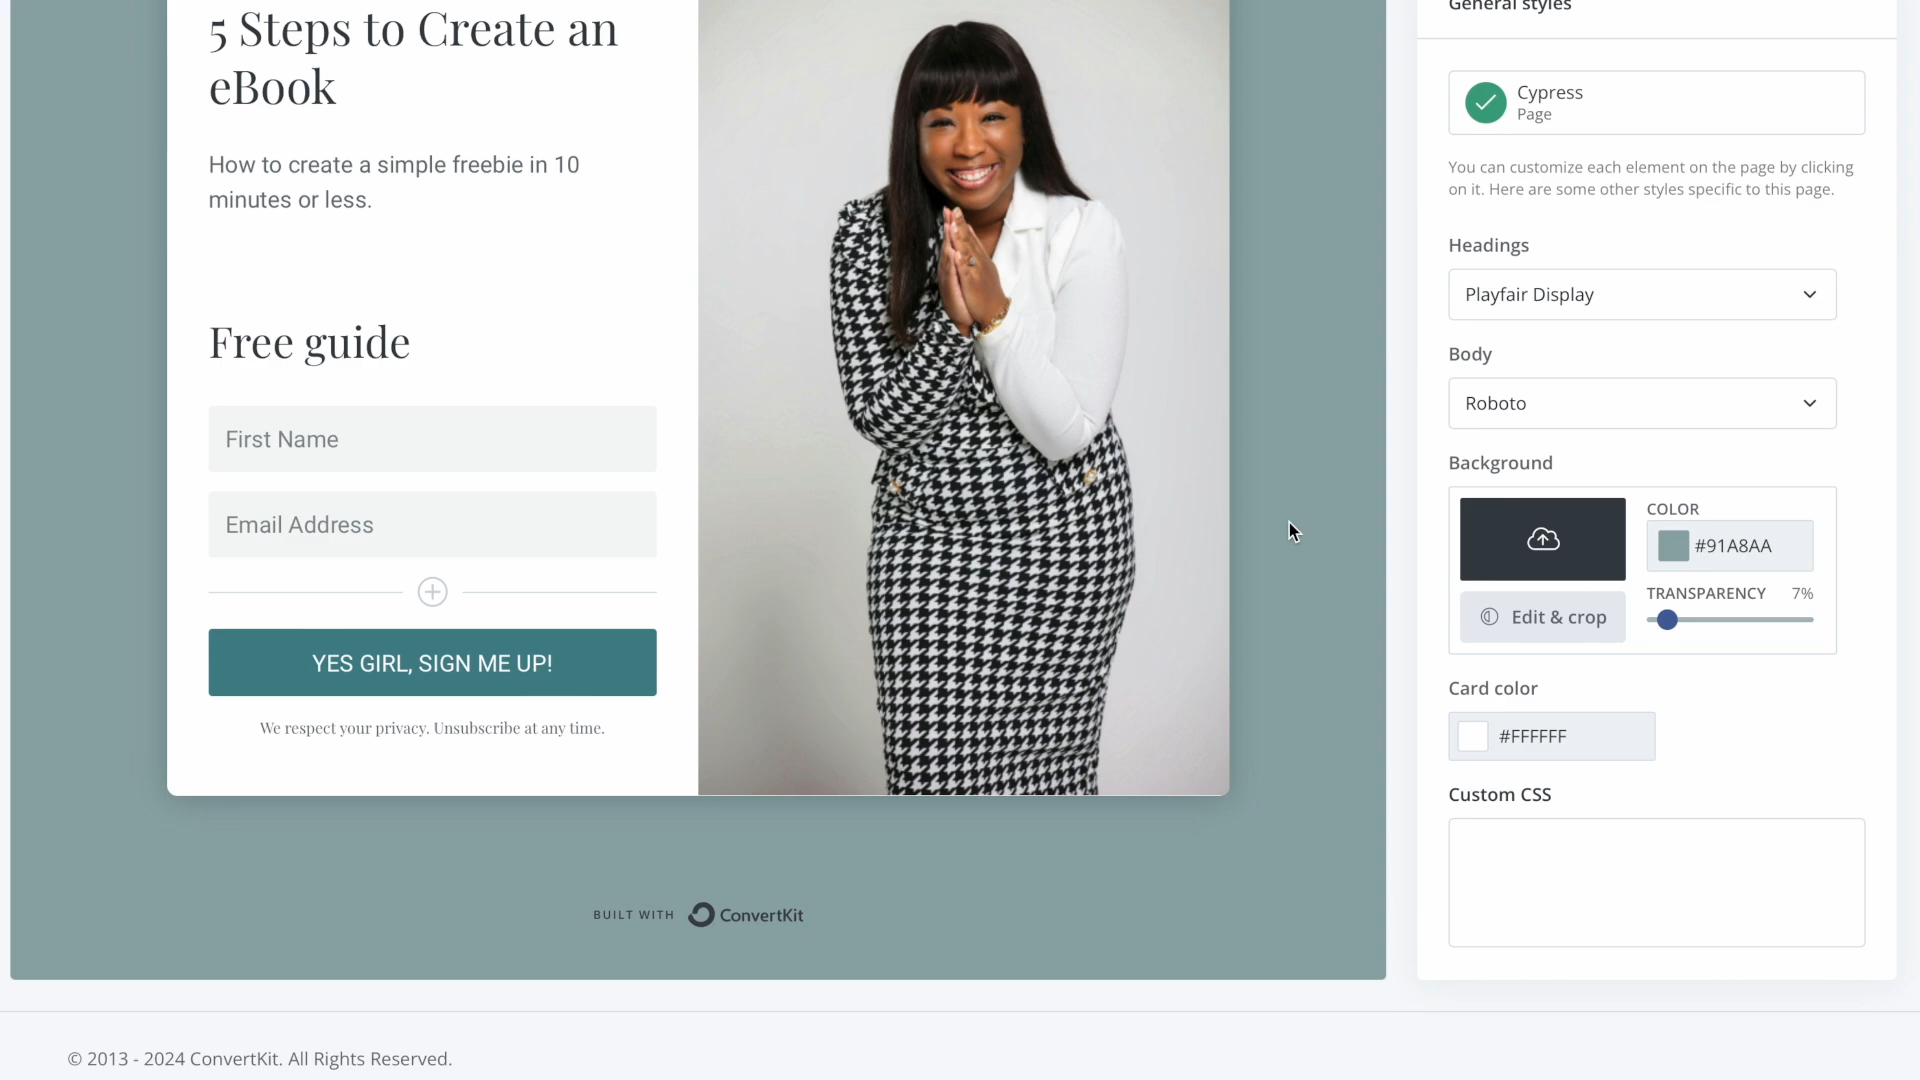 5 Steps to Create an
eBook
How to create a simple freebie in 10
minutes or less.
Free guide
First Name
Email Address
YES GIRL, SIGN ME UP!
We respect your privacy. Unsubscribe at any time.
BUILT WITH ConvertKit
© 2013 - 2024 ConvertKit. All Rights Reserved.
General styles
Cypress
Page
You can customize each element on the page by clicking
on it. Here are some other styles specific to this page.
Headings
Playfair Display
Body
Roboto
Background
COLOR
#91A8AA
TRANSPARENCY 7%
Edit & crop
Card color
#FFFFFF
Custom CSS